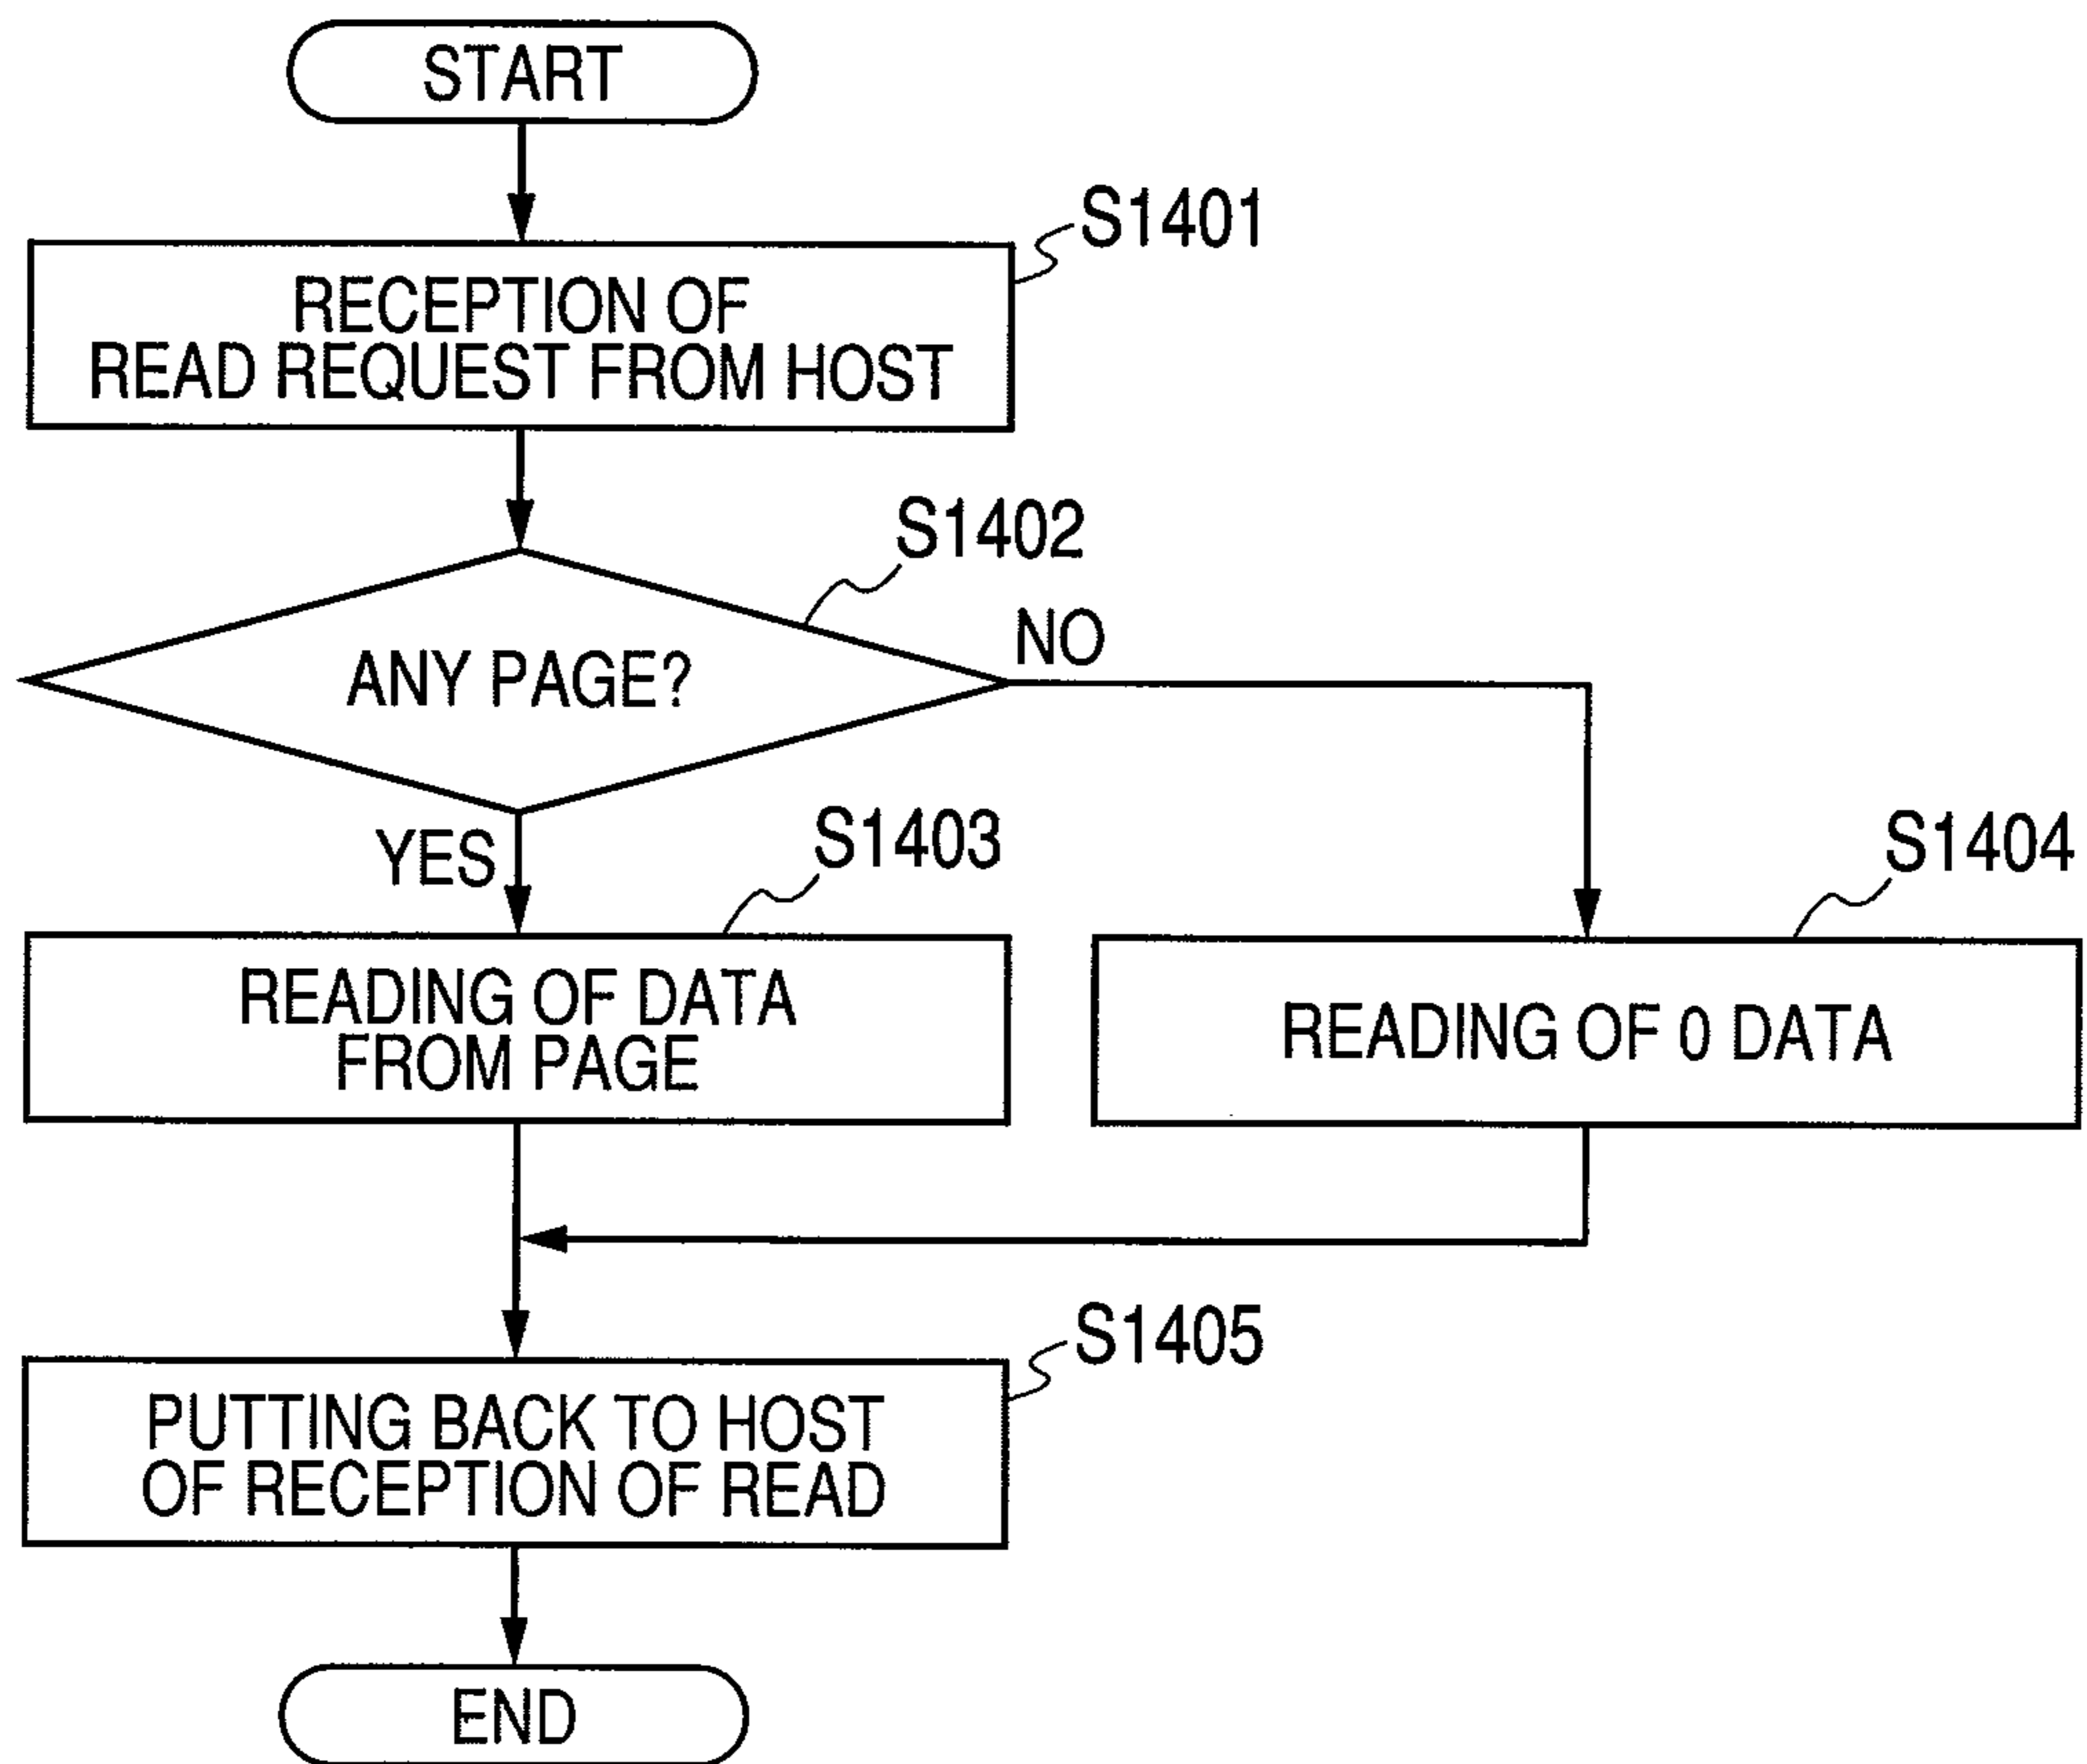 START
S1401
RECEPTION OF
READ REQUEST FROM HOST
S1402
ANY PAGE?
NO
YES
S1403
S1404
READING OF DATA
FROM PAGE
READING OF 0 DATA
S1405
PUTTING BACK TO HOST
OF RECEPTION OF READ
END